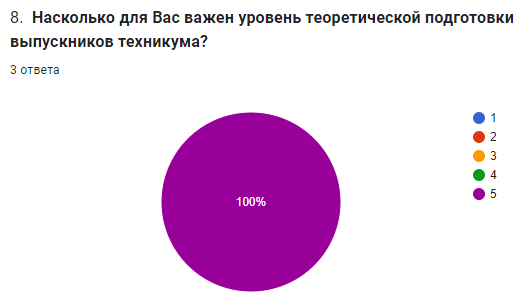 8. Насколько для Вас важен уровень теоретической подготовки
выпускников техникума?
3 ответа
100%
1
2
3
4
5